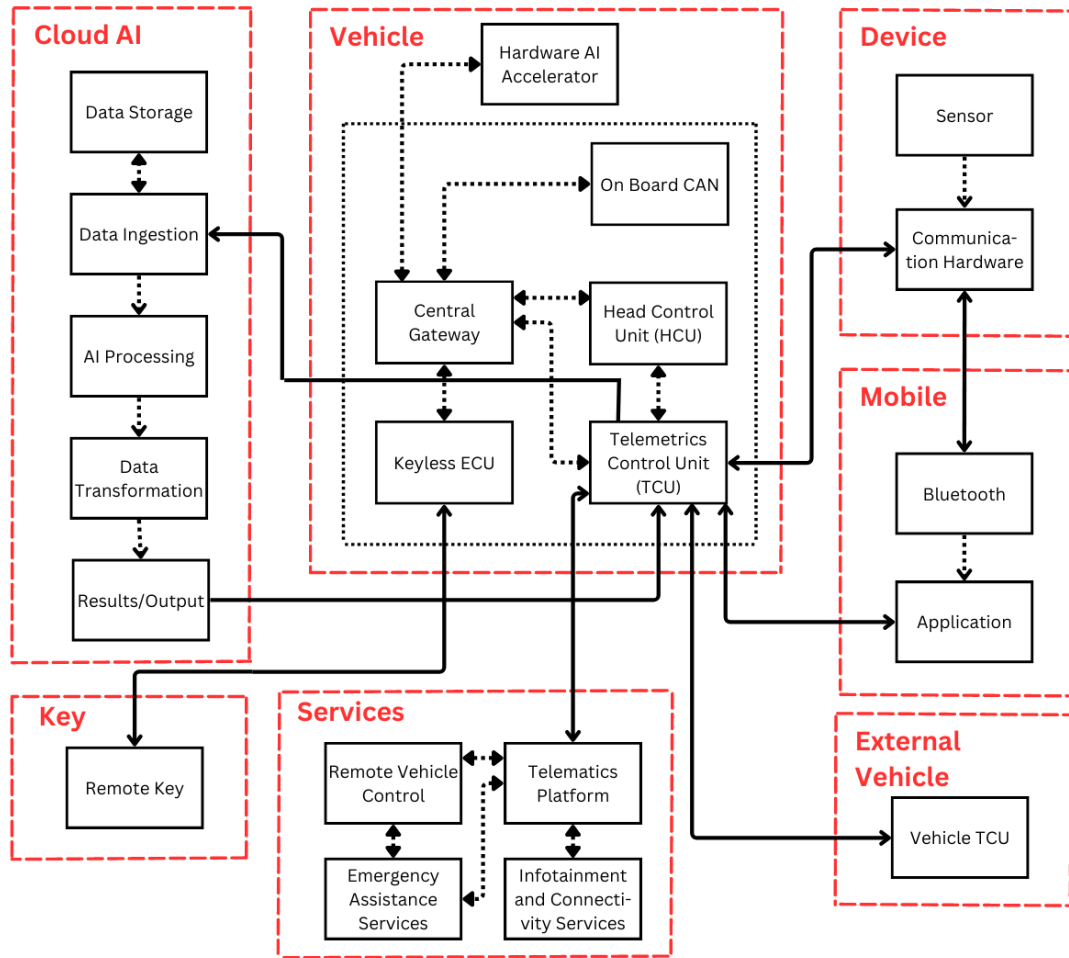 Cloud AI
Data Storage
Data Ingestion
AI Processing
Data
Transformation
Results/Output
Vehicle
Hardware AI
Accelerator
On Board CAN
Central
Gateway
Head Control
Unit (HCU)
Keyless ECU
Telemetrics
Control Unit
(TCU)
Device
Sensor
Communica-
tion Hardware
Mobile
Bluetooth
Application
Key
Remote Key
Services
Remote Vehicle
Control
Telematics
Platform
Emergency
Assistance
Services
Infotainment
and Connecti-
vity Services
External
Vehicle
Vehicle TCU